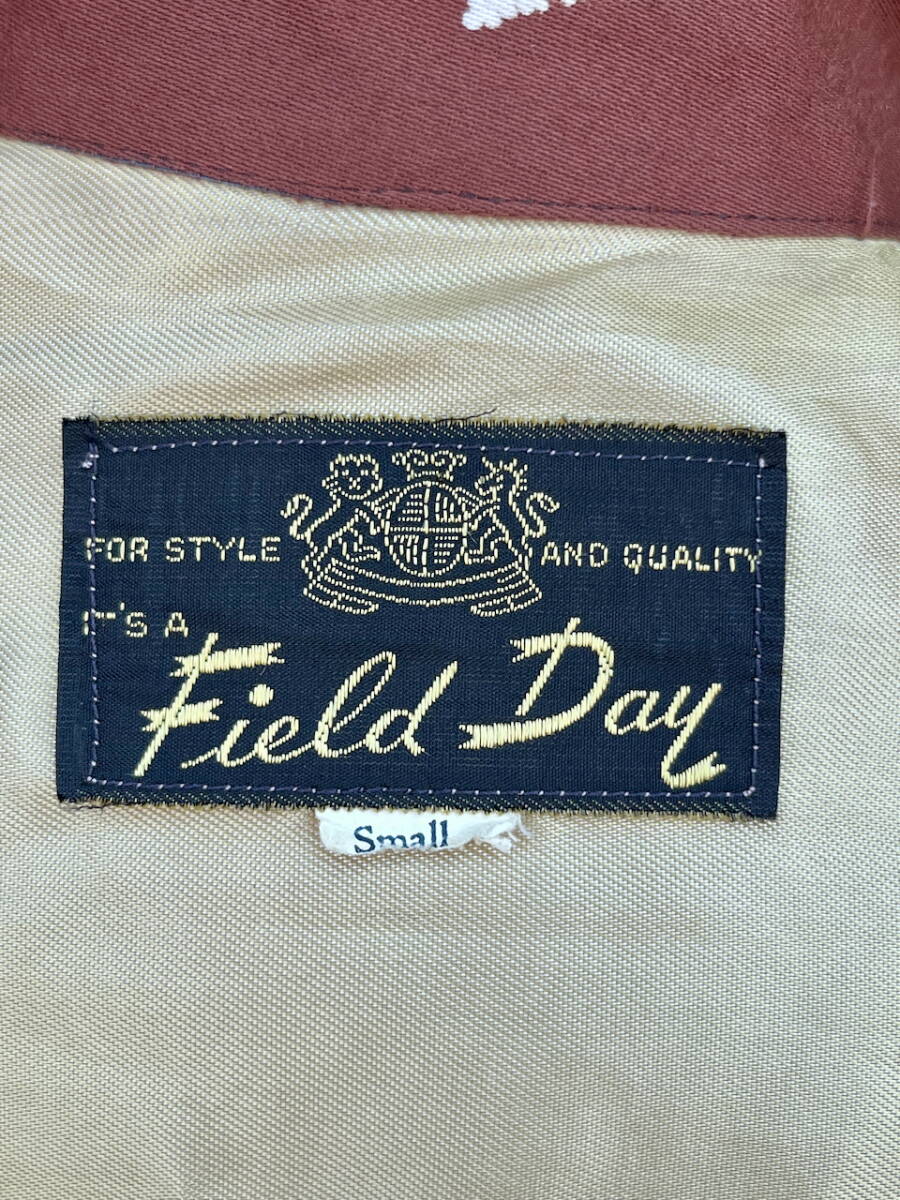 FOR STYLE AND QUALITY
IT'S A
Field Day
Small